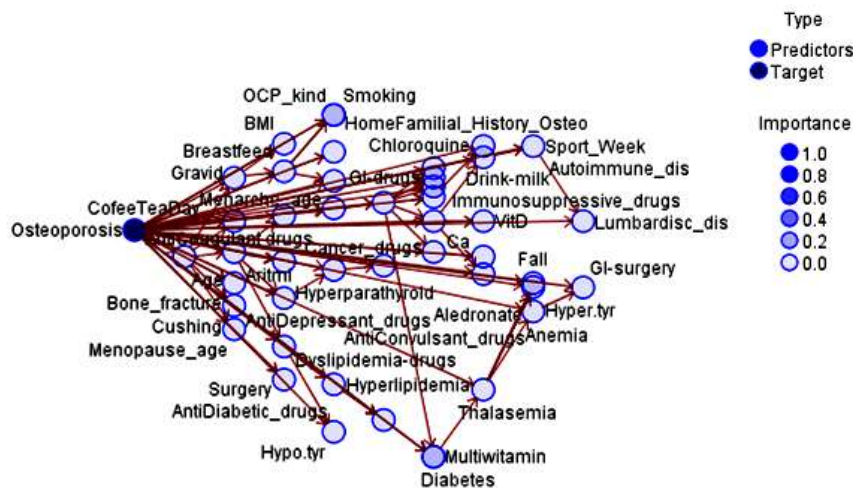 Type
Predictors
Target
Importance
1.0
0.8
0.6
0.4
0.2
0.0
OCP_kind
Smoking
BMI
HomeFamilial_History_Osteo
Breastfeed
Chloroquine
Sport_Week
Gravid
GI-drugs
Autoimmune_dis
Drink-milk
Menarche_age
Immunosuppressive_drugs
CofeeTeaDay
VitD
Lumbardisc_dis
Osteoporosis
Cancer_drugs
Ca
Fall
GI-surgery
Age
Aritmi
Hyperparathyroid
Bone_fracture
Hyper.tyr
Aledronate
Cushing
AntiDepressant_drugs
AntiConvulsant_drugs
Anemia
Menopause_age
Dyslipidemia-drugs
Surgery
Hyperlipidemia
AntiDiabetic_drugs
Thalasemia
Hypo.tyr
Multiwitamin
Diabetes